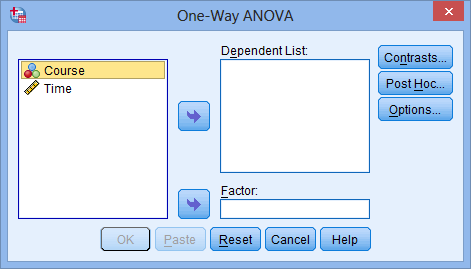 One-Way ANOVA
Course
Time
Dependent List:
Factor:
Contrasts...
Post Hoc...
Options...
OK
Paste
Reset
Cancel
Help